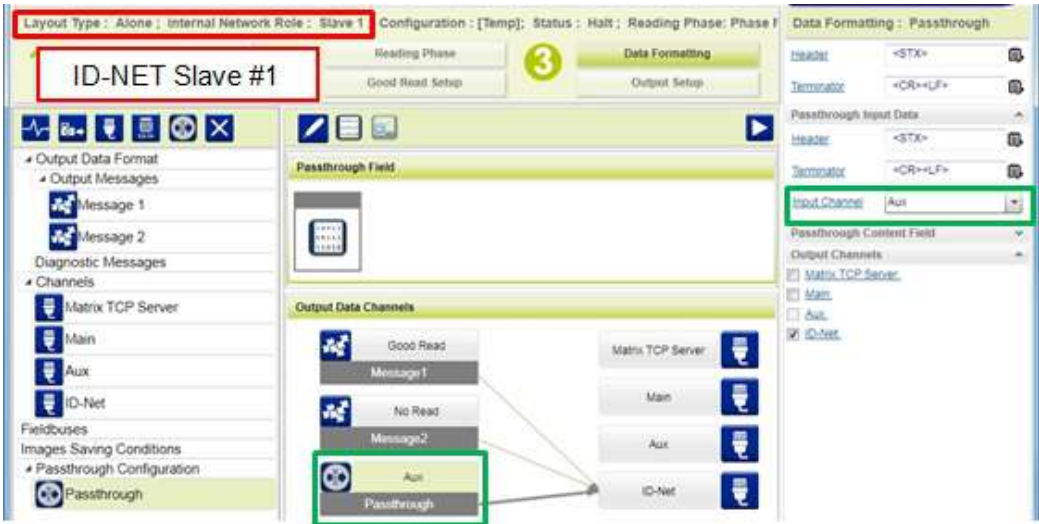 Layout Type : Alone ; Internal Network Role : Slave 1 Configuration : [Temp]; Status : Halt ; Reading Phase: Phase
ID-NET Slave #1
Reading Phase
Good Read Setup
3
Data Formatting
Output Setup
Output Data Format
Output Messages
Message 1
Message 2
Diagnostic Messages
Channels
Matrix TCP Server
Main
Aux
ID-Net
Fieldbuses
Images Saving Conditions
Passthrough Configuration
Passthrough
Passthrough Field
Output Data Channels
Good Read
Message1
No Read
Message2
Aux
Passthrough
Matrix TCP Server
Main
Aux
ID-Net
Data Formatting : Passthrough
Header <STX>
Terminator <CR><LF>
Passthrough Input Data
Header <STX>
Terminator <CR><LF>
Input Channel Aux
Passthrough Content Field
Output Channels
Matrix TCP Server
Main
Aux
ID-Net